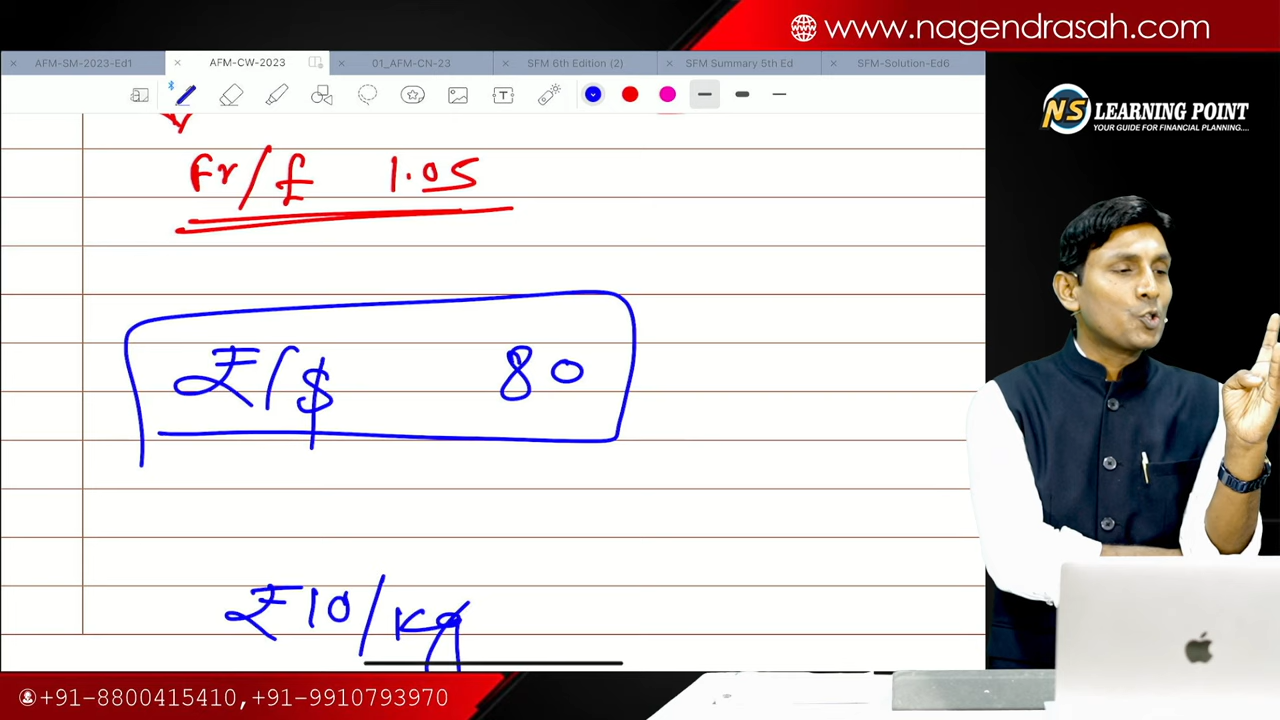 www.nagendrasah.com
AFM-SM-2023-Ed1
AFM-CW-2023
01_AFM-CN-23
SFM 6th Edition (2)
SFM Summary 5th Ed
SFM-Solution-Ed6
NS LEARNING POINT
YOUR GUIDE FOR FINANCIAL PLANNING....
Fr/£ 1.05
₹/$ 80
₹10/kg
+91-8800415410,+91-9910793970